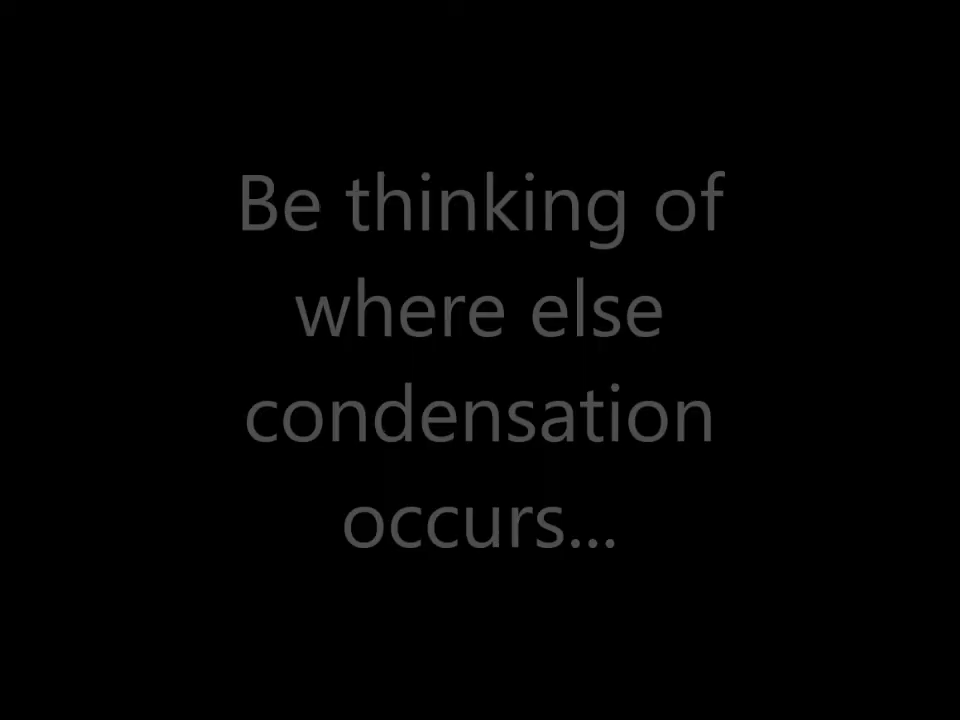 Be thinking of
where else
condensation
occurs...